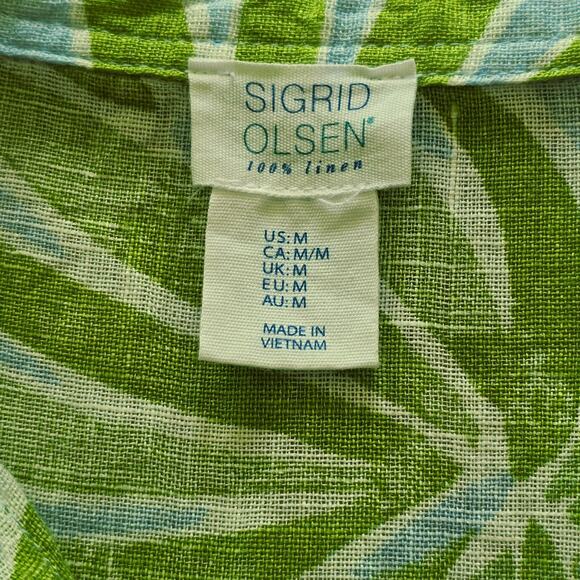 SIGRID
OLSEN®
100% linen
US: M
CA: M/M
UK: M
EU: M
AU: M
MADE IN
VIETNAM